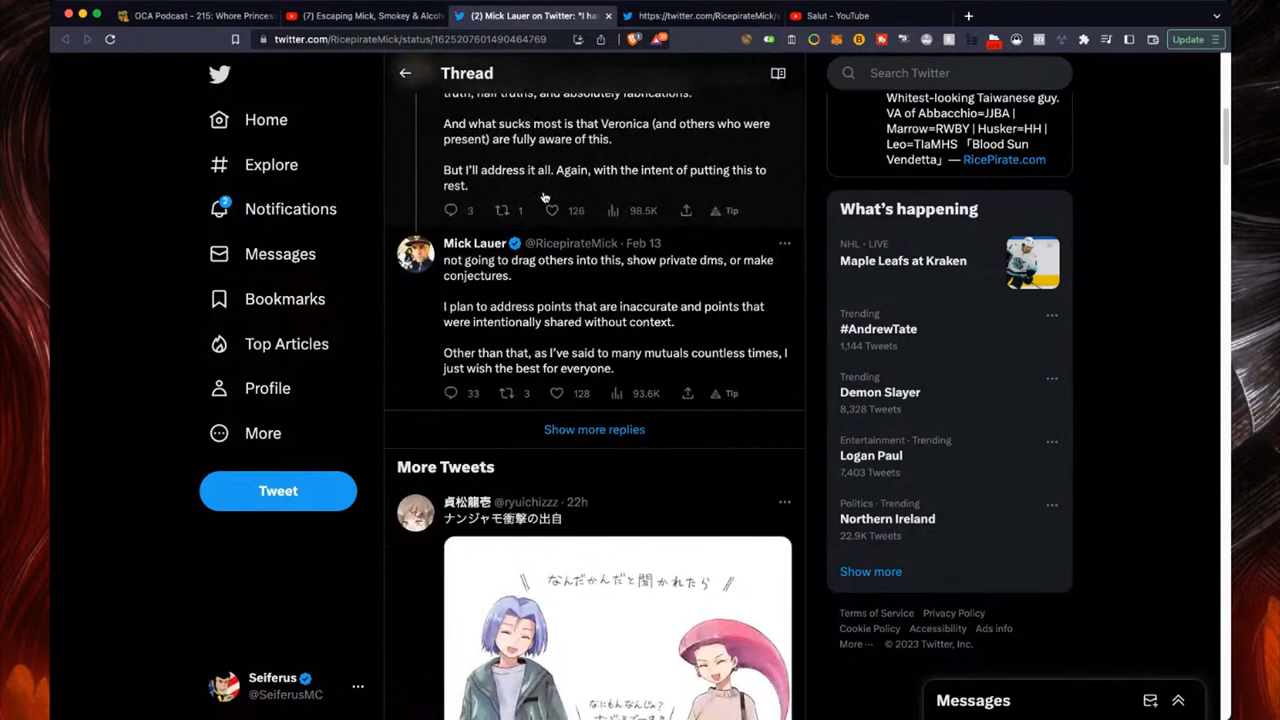 OCA Podcast - 215: Whore Princes
(7) Escaping Mick, Smokey & Alcoh
(2) Mick Lauer on Twitter: "I ha
https://twitter.com/RicepirateMick/s
Salut - YouTube
twitter.com/RicepirateMick/status/1625207601490464769
Update
Home
Explore
2
Notifications
Messages
Bookmarks
Top Articles
Profile
More
Tweet
Seiferus
@SeiferusMC
Thread
truth, half truths, and absolutely fabrications.
And what sucks most is that Veronica (and others who were
present) are fully aware of this.
But I'll address it all. Again, with the intent of putting this to
rest.
3 1 126 98.5K Tip
Mick Lauer @RicepirateMick · Feb 13
not going to drag others into this, show private dms, or make
conjectures.
I plan to address points that are inaccurate and points that
were intentionally shared without context.
Other than that, as I've said to many mutuals countless times, I
just wish the best for everyone.
33 3 128 93.6K Tip
Show more replies
More Tweets
貞松龍壱 @ryuichizzz · 22h
ナンジャモ衝撃の出自
なんだかんだと聞かれたら
Search Twitter
Whitest-looking Taiwanese guy.
VA of Abbacchio=JJBA |
Marrow=RWBY | Husker=HH |
Leo=TIaMHS 「Blood Sun
Vendetta」 — RicePirate.com
What's happening
NHL · LIVE
Maple Leafs at Kraken
Trending
#AndrewTate
1,144 Tweets
Trending
Demon Slayer
8,328 Tweets
Entertainment · Trending
Logan Paul
7,403 Tweets
Politics · Trending
Northern Ireland
22.9K Tweets
Show more
Terms of Service Privacy Policy
Cookie Policy Accessibility Ads info
More ··· © 2023 Twitter, Inc.
Messages